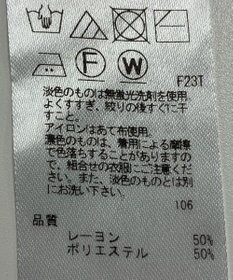 F W F23T
淡色のものは無蛍光洗剤を使用。
よくすすぎ、絞りの後すぐに干
すこと。
アイロンはあて布使用。
濃色のものは、着用による摩擦
で色落ちすることがありますの
で、組合せの衣服にご注意くだ
さい。また、淡色のものとは別
にお洗い下さい。
106
品質
レーヨン 50%
ポリエステル 50%